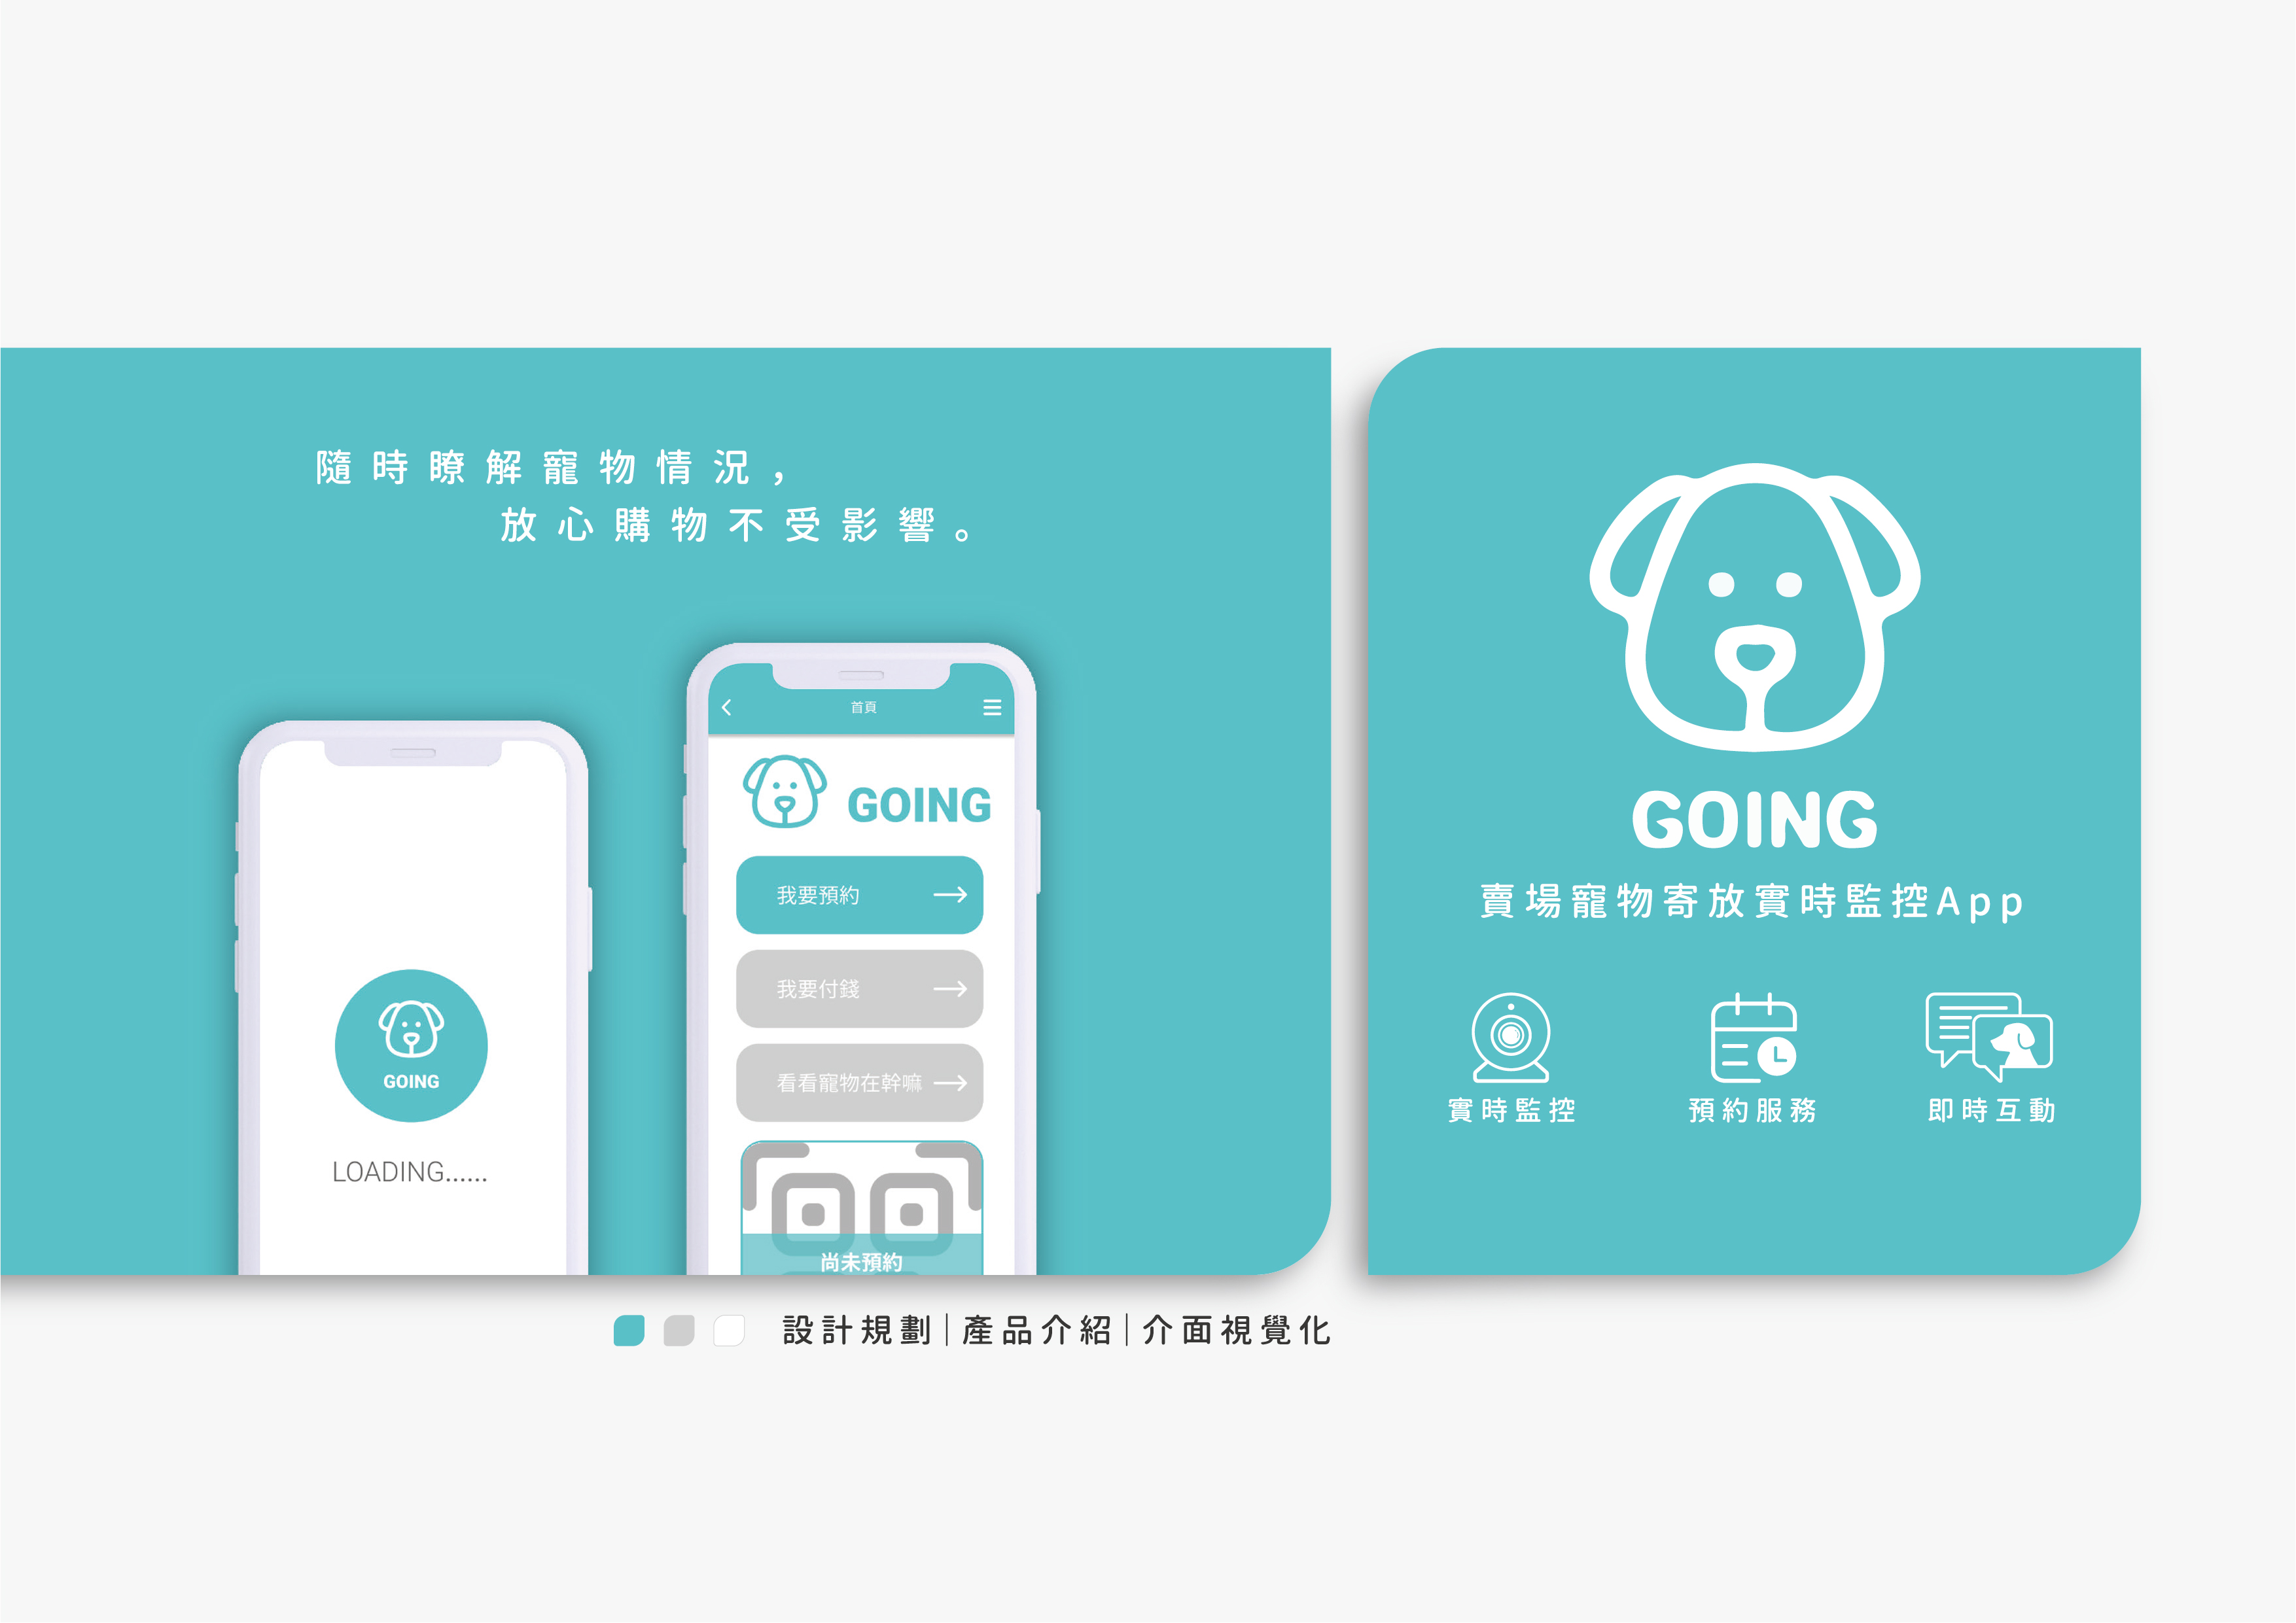 隨時瞭解寵物情況，
放心購物不受影響。
GOING
LOADING......
首頁
GOING
我要預約
我要付錢
看看寵物在幹嘛
尚未預約
GOING
賣場寵物寄放實時監控App
實時監控
預約服務
即時互動
設計規劃|產品介紹|介面視覺化